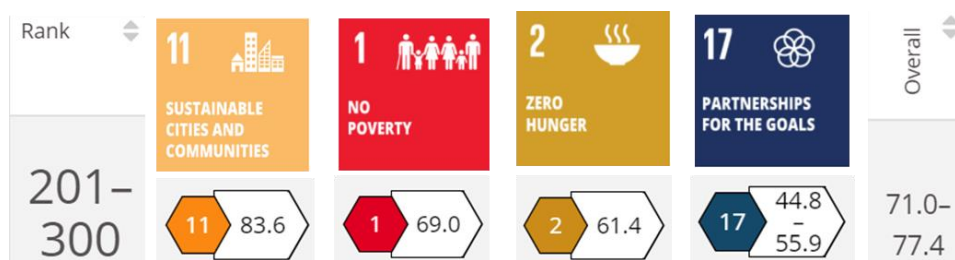 Rank
201–
300
11
SUSTAINABLE
CITIES AND
COMMUNITIES
11
83.6
1
NO
POVERTY
1
69.0
2
ZERO
HUNGER
2
61.4
17
PARTNERSHIPS
FOR THE GOALS
17
44.8
–
55.9
Overall
71.0–
77.4